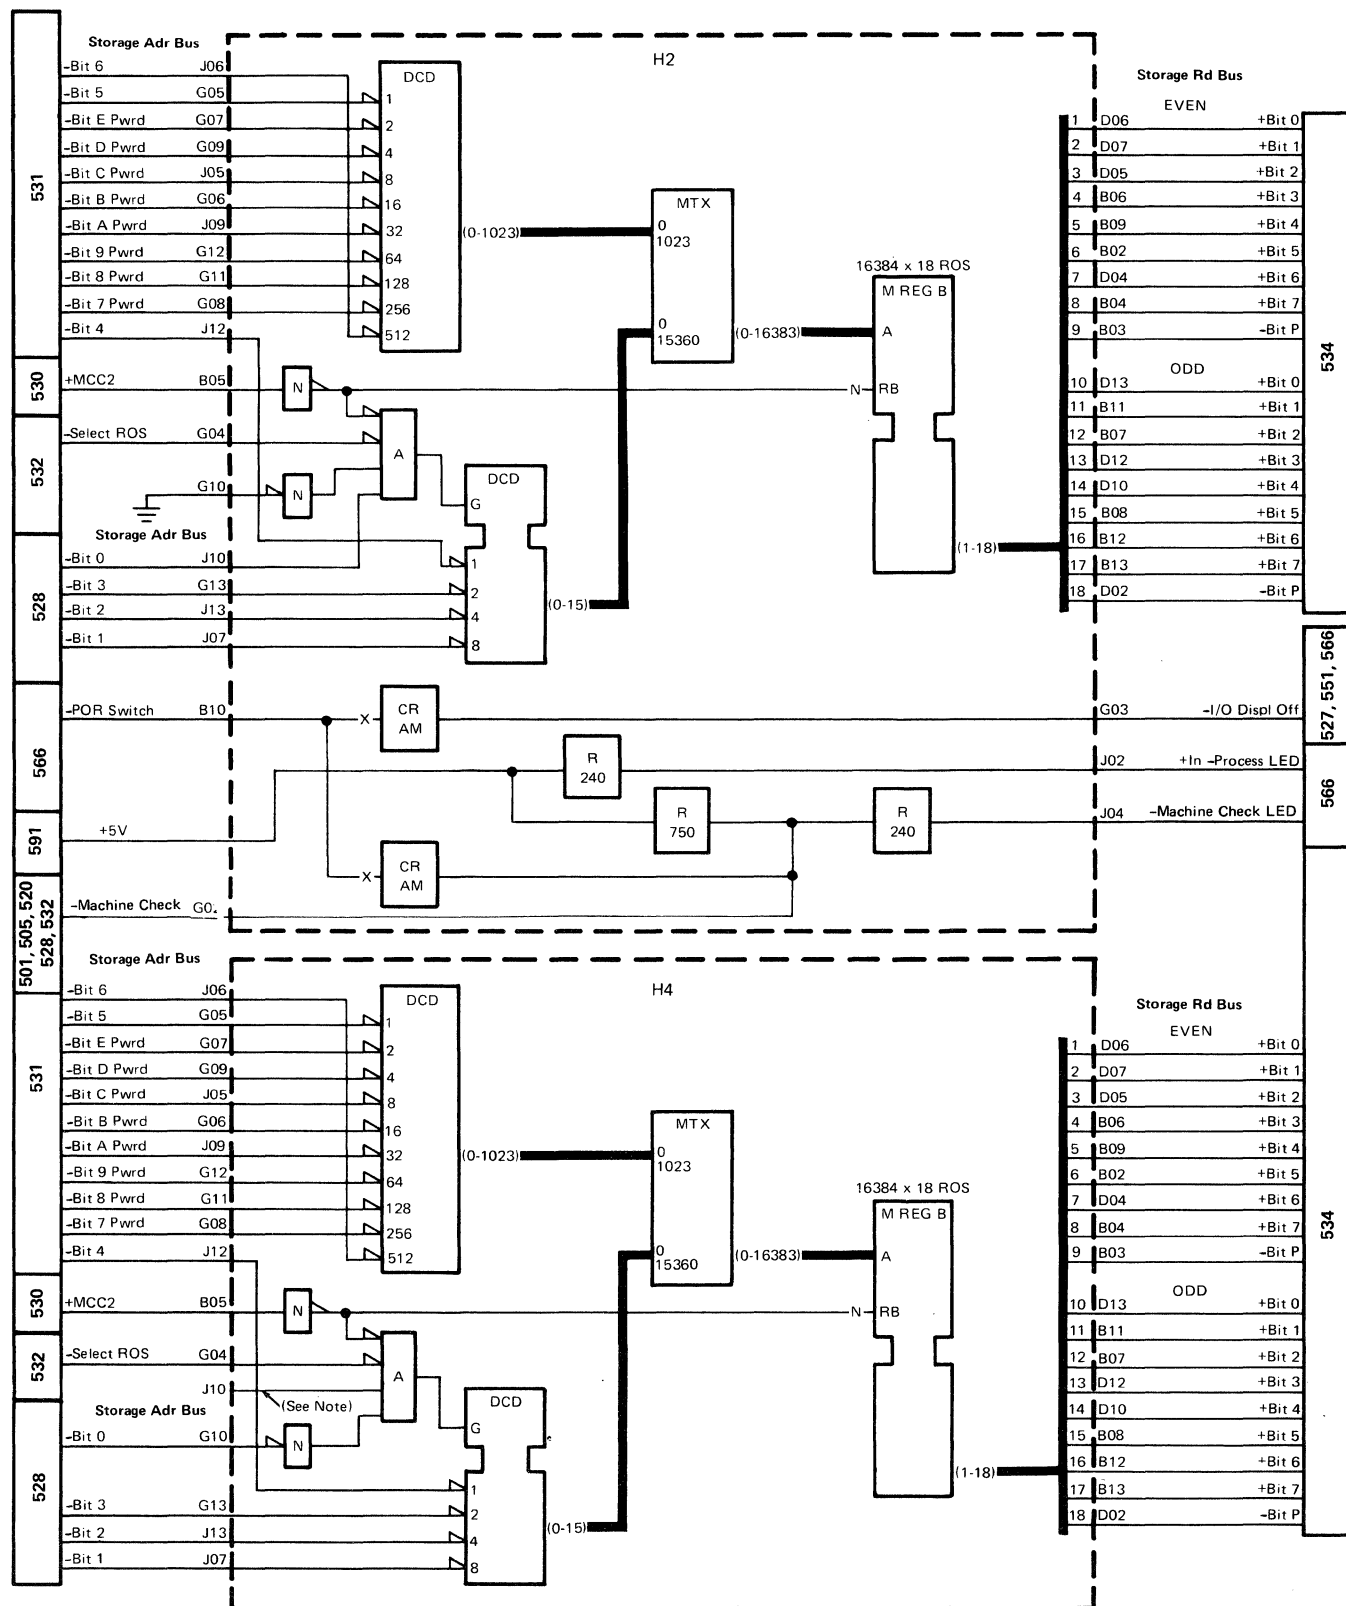 Storage Adr Bus
H2
Storage Rd Bus
EVEN
531
-Bit 6 J06
-Bit 5 G05
-Bit E Pwrd G07
-Bit D Pwrd G09
-Bit C Pwrd J05
-Bit B Pwrd G06
-Bit A Pwrd J09
-Bit 9 Pwrd G12
-Bit 8 Pwrd G11
-Bit 7 Pwrd G08
-Bit 4 J12
DCD
1
2
4
8
16
32
64
128
256
512
(0-1023)
MTX
0
1023
0
15360
(0-16383)
16384 x 18 ROS
M REG B
A
N RB
(1-18)
1 D06 +Bit 0
2 D07 +Bit 1
3 D05 +Bit 2
4 B06 +Bit 3
5 B09 +Bit 4
6 B02 +Bit 5
7 D04 +Bit 6
8 B04 +Bit 7
9 B03 -Bit P
ODD
10 D13 +Bit 0
11 B11 +Bit 1
12 B07 +Bit 2
13 D12 +Bit 3
14 D10 +Bit 4
15 B08 +Bit 5
16 B12 +Bit 6
17 B13 +Bit 7
18 D02 -Bit P
534
530
+MCC2 B05
N
532
-Select ROS G04
A
G10
N
Storage Adr Bus
528
-Bit 0 J10
-Bit 3 G13
-Bit 2 J13
-Bit 1 J07
DCD
G
1
2
4
8
(0-15)
566
-POR Switch B10
X
CR
AM
G03 -I/O Displ Off
527, 551, 566
R
240
J02 +In -Process LED
566
R
750
R
240
J04 -Machine Check LED
591
+5V
X
CR
AM
501, 505, 520
528, 532
-Machine Check
Storage Adr Bus
H4
Storage Rd Bus
EVEN
531
-Bit 6 J06
-Bit 5 G05
-Bit E Pwrd G07
-Bit D Pwrd G09
-Bit C Pwrd J05
-Bit B Pwrd G06
-Bit A Pwrd J09
-Bit 9 Pwrd G12
-Bit 8 Pwrd G11
-Bit 7 Pwrd G08
-Bit 4 J12
DCD
1
2
4
8
16
32
64
128
256
512
(0-1023)
MTX
0
1023
0
15360
(0-16383)
16384 x 18 ROS
M REG B
A
N RB
(1-18)
1 D06 +Bit 0
2 D07 +Bit 1
3 D05 +Bit 2
4 B06 +Bit 3
5 B09 +Bit 4
6 B02 +Bit 5
7 D04 +Bit 6
8 B04 +Bit 7
9 B03 -Bit P
ODD
10 D13 +Bit 0
11 B11 +Bit 1
12 B07 +Bit 2
13 D12 +Bit 3
14 D10 +Bit 4
15 B08 +Bit 5
16 B12 +Bit 6
17 B13 +Bit 7
18 D02 -Bit P
534
530
+MCC2 B05
N
532
-Select ROS G04
A
J10
(See Note)
Storage Adr Bus
528
-Bit 0 G10
N
-Bit 3 G13
-Bit 2 J13
-Bit 1 J07
DCD
G
1
2
4
8
(0-15)